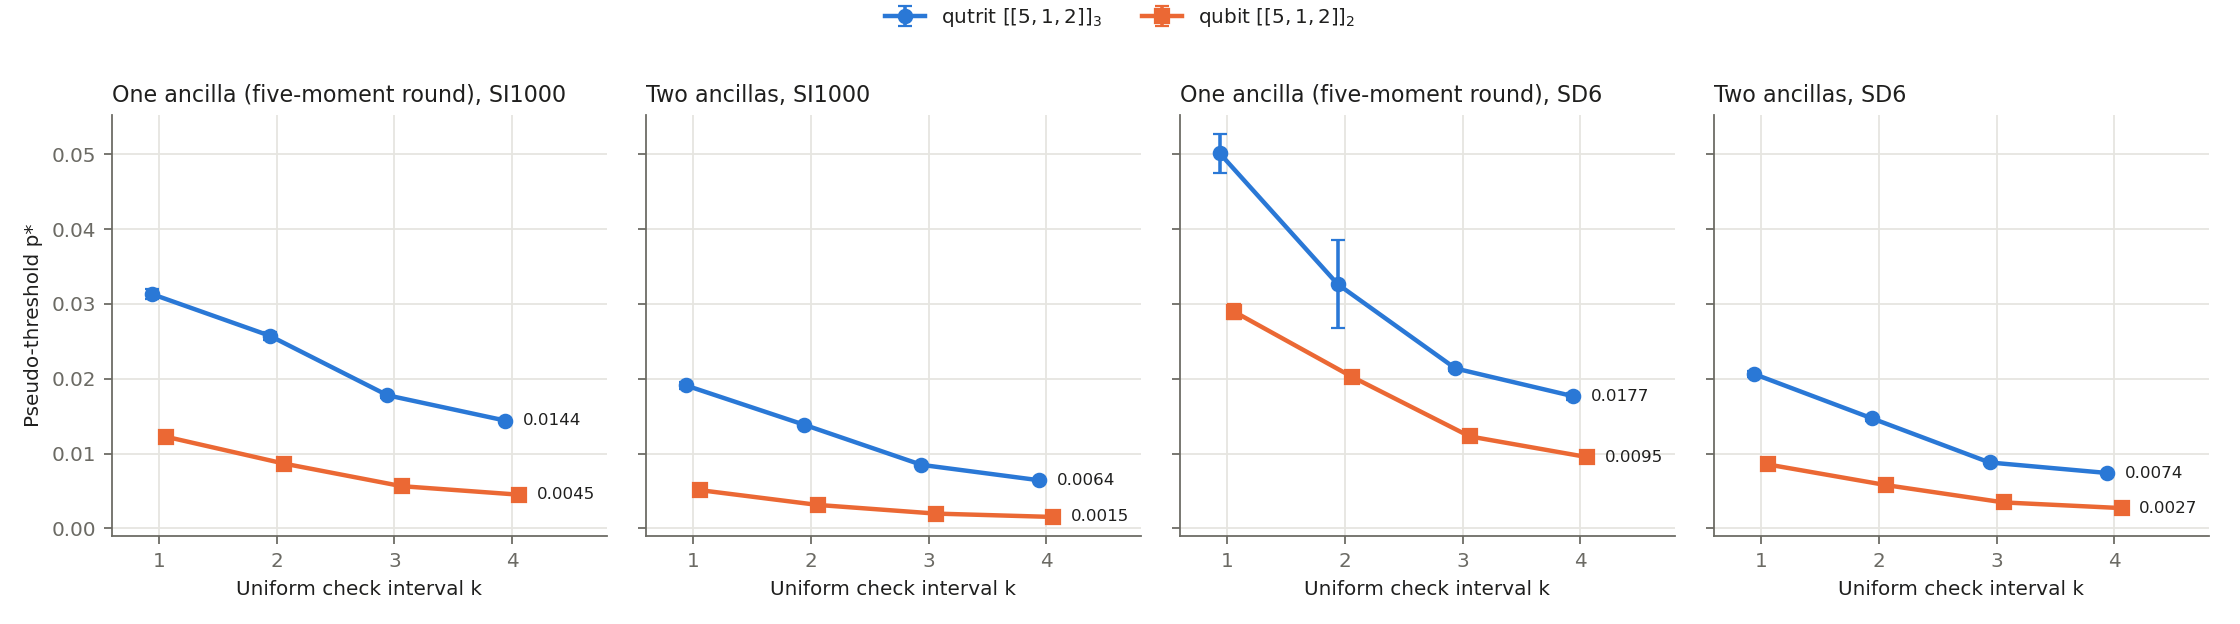 qutrit [[5, 1, 2]]₃ qubit [[5, 1, 2]]₂
One ancilla (five-moment round), SI1000
Two ancillas, SI1000
One ancilla (five-moment round), SD6
Two ancillas, SD6
Pseudo-threshold p*
0.05
0.04
0.03
0.02
0.01
0.00
0.0144
0.0045
0.0064
0.0015
0.0177
0.0095
0.0074
0.0027
1 2 3 4
1 2 3 4
1 2 3 4
1 2 3 4
Uniform check interval k
Uniform check interval k
Uniform check interval k
Uniform check interval k